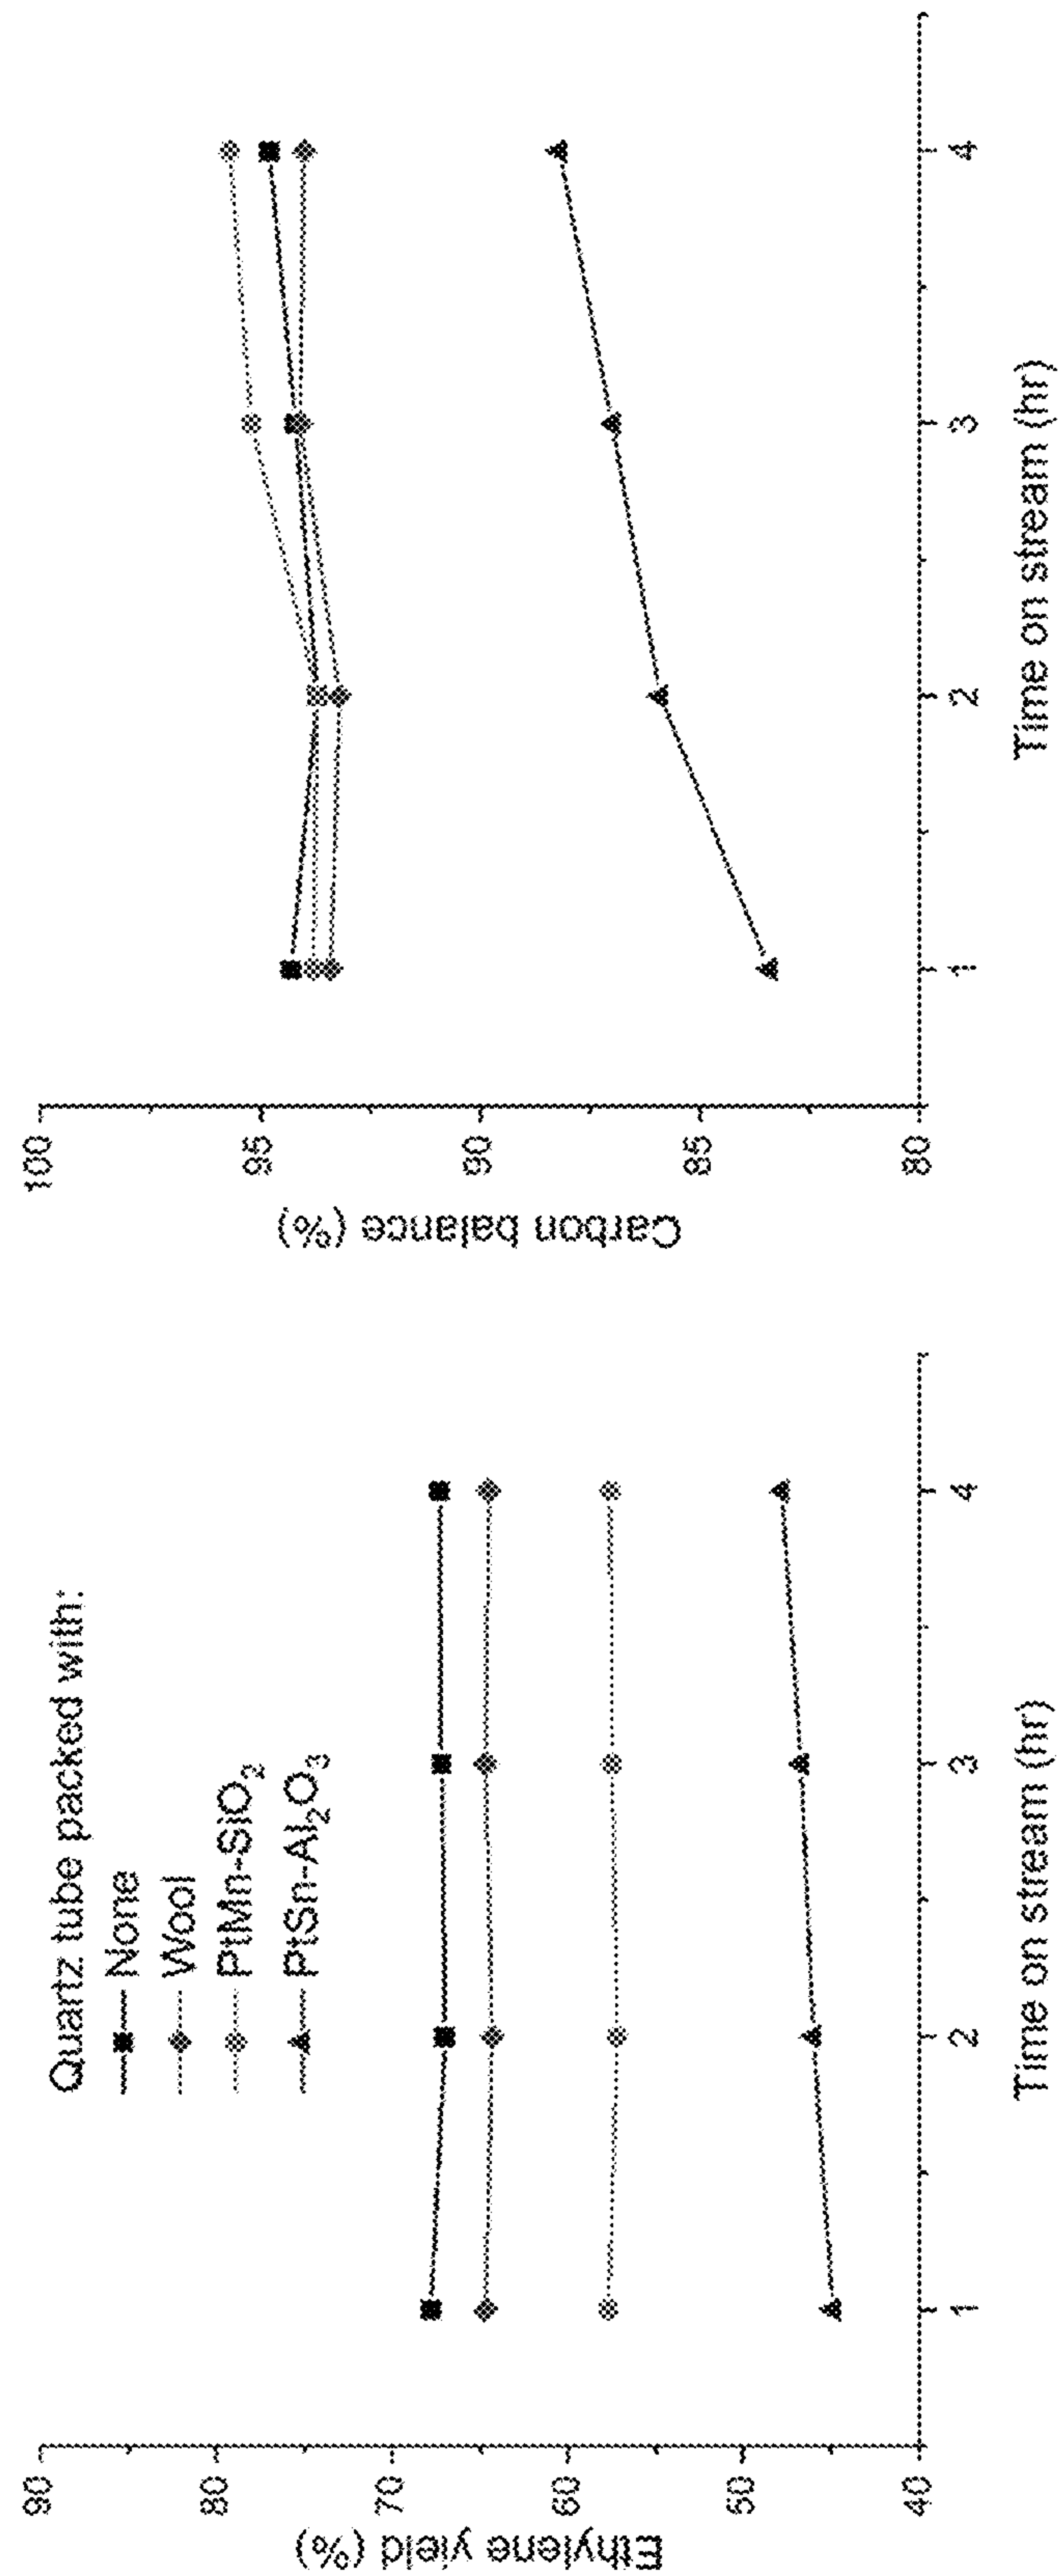 Ethylene yield (%)
90
80
70
60
50
40
Quartz tube packed with:
None
Wool
PtMn-SiO₂
PtSn-Al₂O₃
1
2
3
4
Time on stream (hr)
Carbon balance (%)
100
95
90
85
80
1
2
3
4
Time on stream (hr)